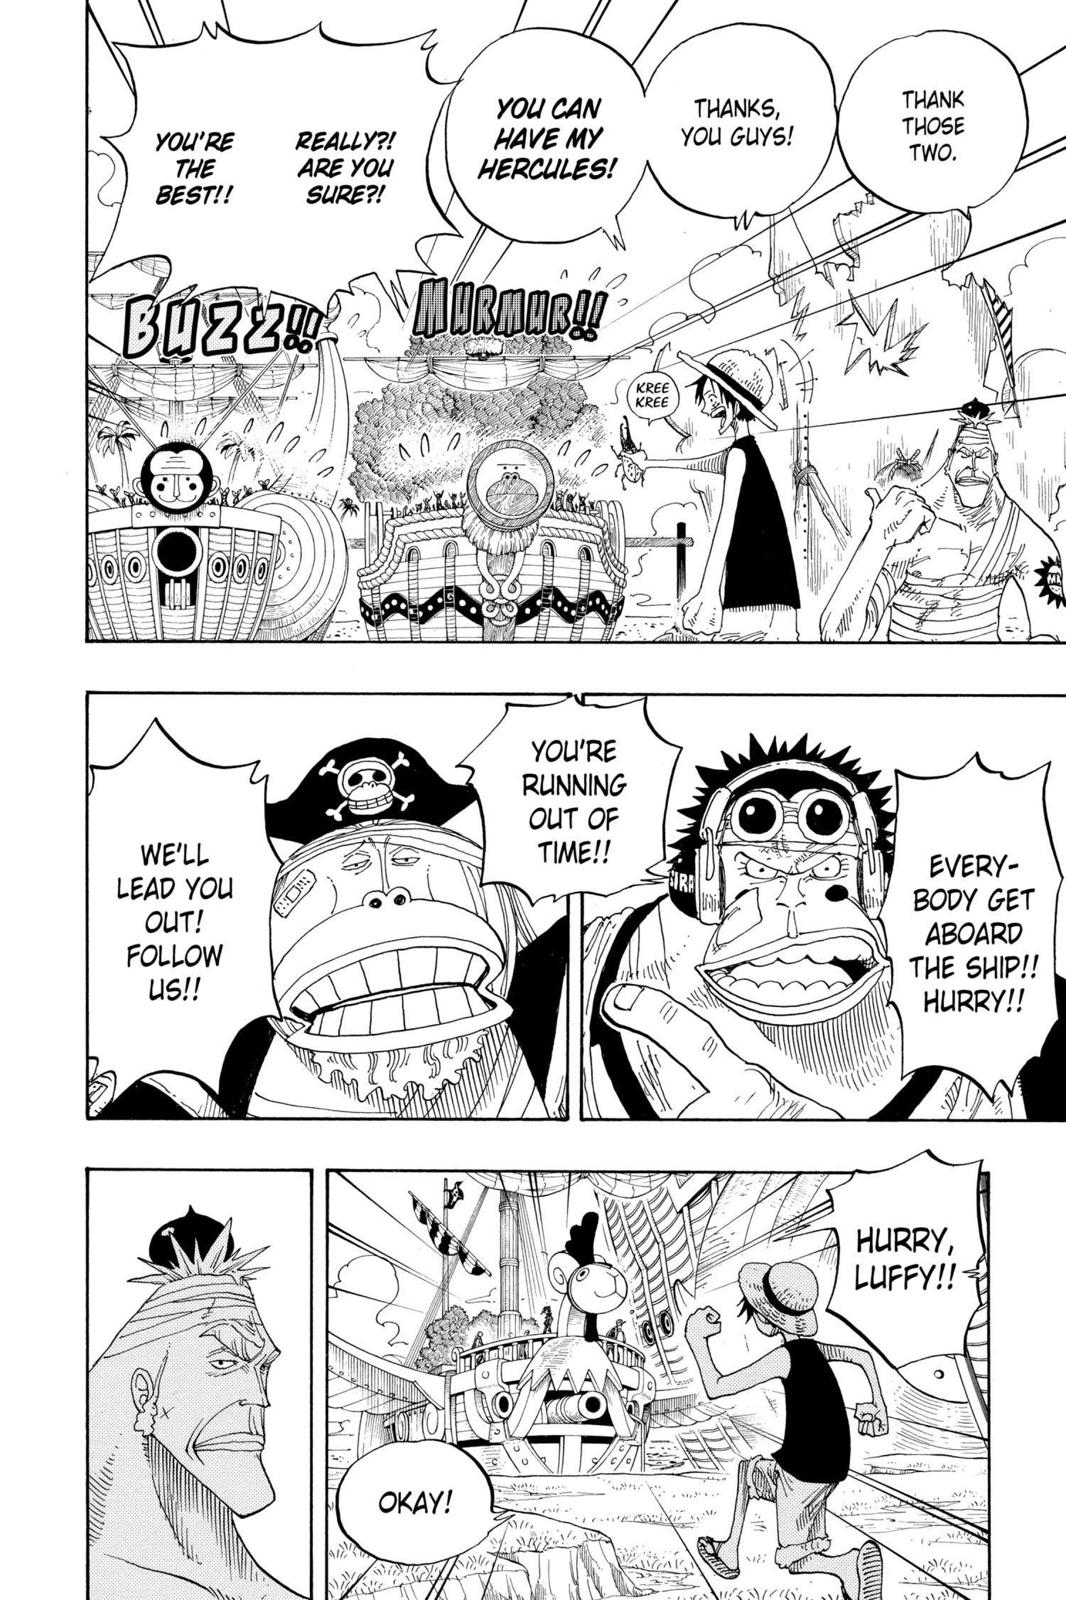 THANK
THOSE
TWO.
THANKS,
YOU GUYS!
YOU CAN
HAVE MY
HERCULES!
KREE
KREE
REALLY?!
ARE YOU
SURE?!
YOU'RE
THE
BEST!!
MURMUR!!
BUZZ!!
EVERY-
BODY GET
ABOARD
THE SHIP!!
HURRY!!
YOU'RE
RUNNING
OUT OF
TIME!!
WE'LL
LEAD YOU
OUT!
FOLLOW
US!!
HURRY,
LUFFY!!
OKAY!